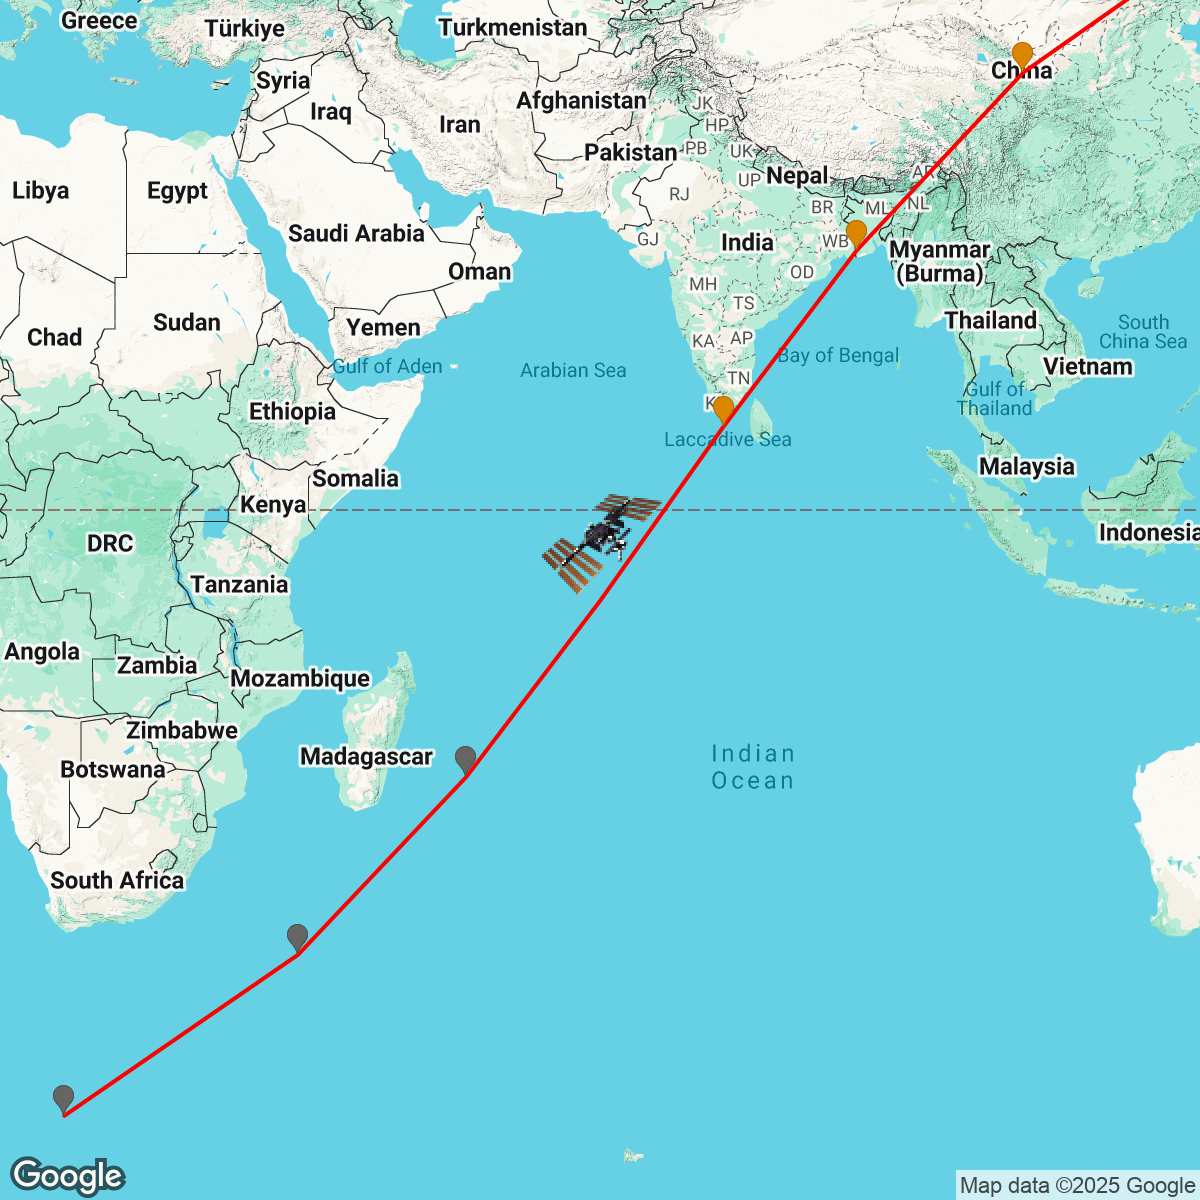 Greece
Türkiye
Turkmenistan
Syria
China
Afghanistan
JK
Iraq
Iran
HP
Pakistan
PB
UK
Nepal
UP
AR
Libya
Egypt
RJ
BR
ML
NL
Saudi Arabia
GJ
India
WB
Myanmar
(Burma)
Oman
OD
MH
TS
Chad
Sudan
Yemen
KA
AP
Thailand
South
China Sea
Gulf of Aden
Arabian Sea
Bay of Bengal
Vietnam
TN
Gulf of
Thailand
Ethiopia
Laccadive Sea
Somalia
Malaysia
Kenya
DRC
Indonesia
Tanzania
Angola
Zambia
Mozambique
Zimbabwe
Madagascar
Indian
Ocean
Botswana
South Africa
Google
Map data ©2025 Google